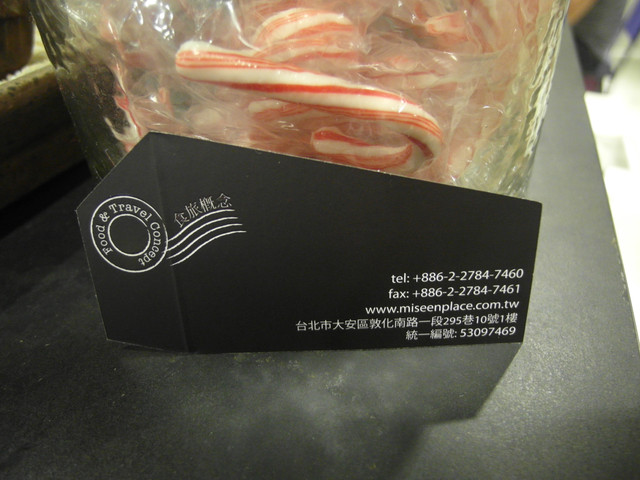 Food & Travel Concept
食旅概念
tel: +886-2-2784-7460
fax: +886-2-2784-7461
www.miseenplace.com.tw
台北市大安區敦化南路一段295巷10號1樓
統一編號: 53097469